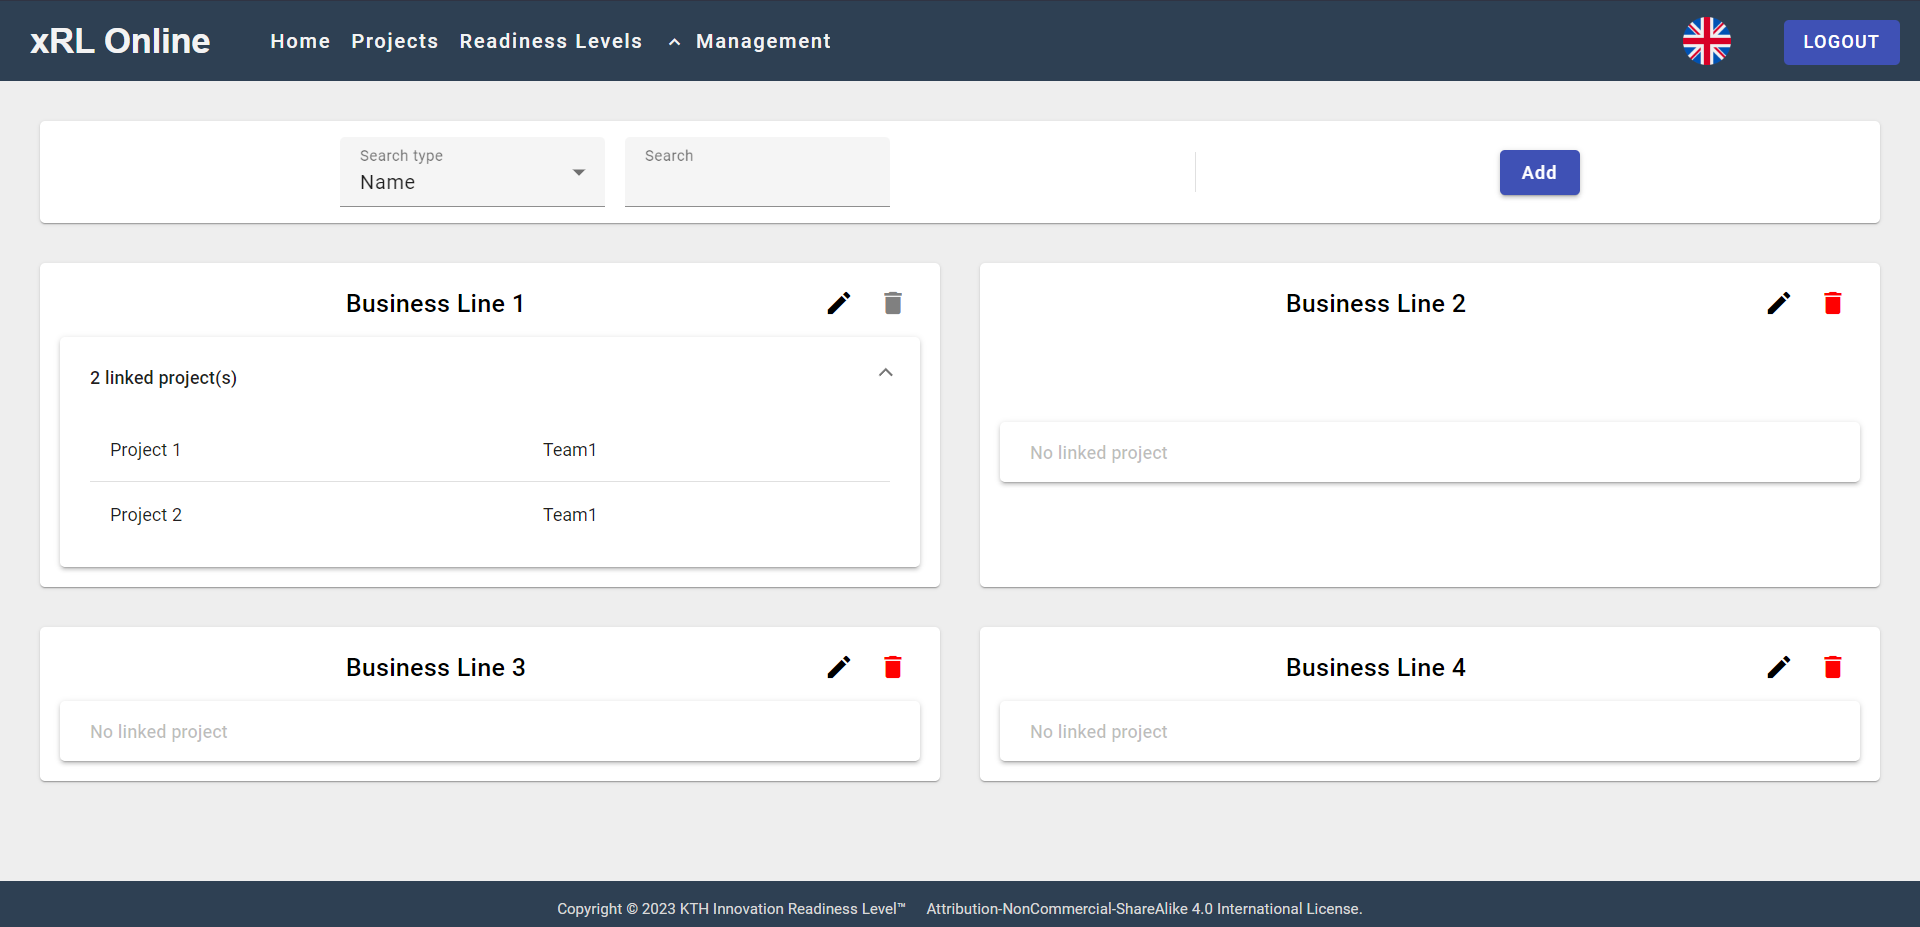 xRL Online
Home Projects Readiness Levels Management
LOGOUT
Search type
Name
Search
Add
Business Line 1
2 linked project(s)
Project 1 Team1
Project 2 Team1
Business Line 2
No linked project
Business Line 3
No linked project
Business Line 4
No linked project
Copyright © 2023 KTH Innovation Readiness Level™ Attribution-NonCommercial-ShareAlike 4.0 International License.